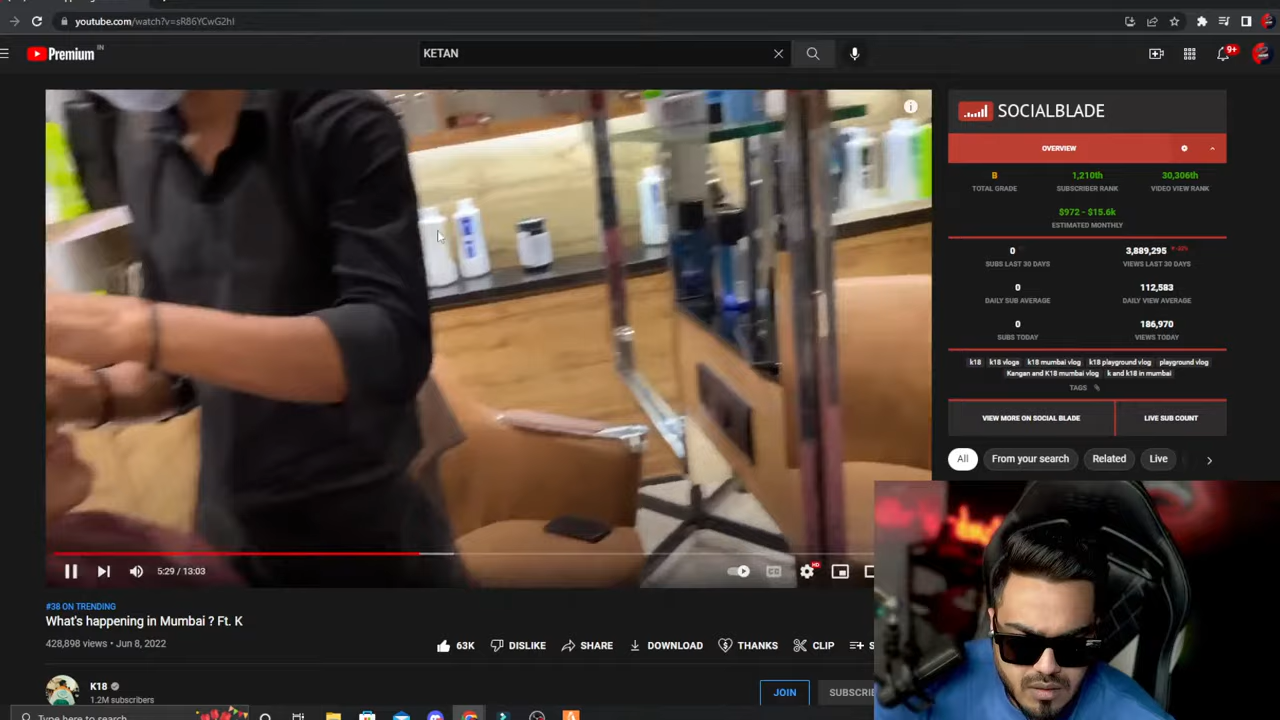 youtube.com/watch?v=sR86YCwG2hI
Premium IN
KETAN
9+
SOCIALBLADE
OVERVIEW
B 1,210th 30,306th
TOTAL GRADE SUBSCRIBER RANK VIDEO VIEW RANK
$972 - $15.6k
ESTIMATED MONTHLY
0 3,889,295
SUBS LAST 30 DAYS VIEWS LAST 30 DAYS
0 112,583
DAILY SUB AVERAGE DAILY VIEW AVERAGE
0 186,970
SUBS TODAY VIEWS TODAY
k18 k18 vloga k18 mumbai vlog k18 playground vlog playground vlog
Kangan and K18 mumbai vlog k and k18 in mumbai
TAGS
VIEW MORE ON SOCIAL BLADE LIVE SUB COUNT
All From your search Related Live
5:29 / 13:03
CC HD
#38 ON TRENDING
What's happening in Mumbai ? Ft. K
428,898 views • Jun 8, 2022
63K DISLIKE SHARE DOWNLOAD THANKS CLIP S
K18
1.2M subscribers
JOIN SUBSCRIBE
Type here to search